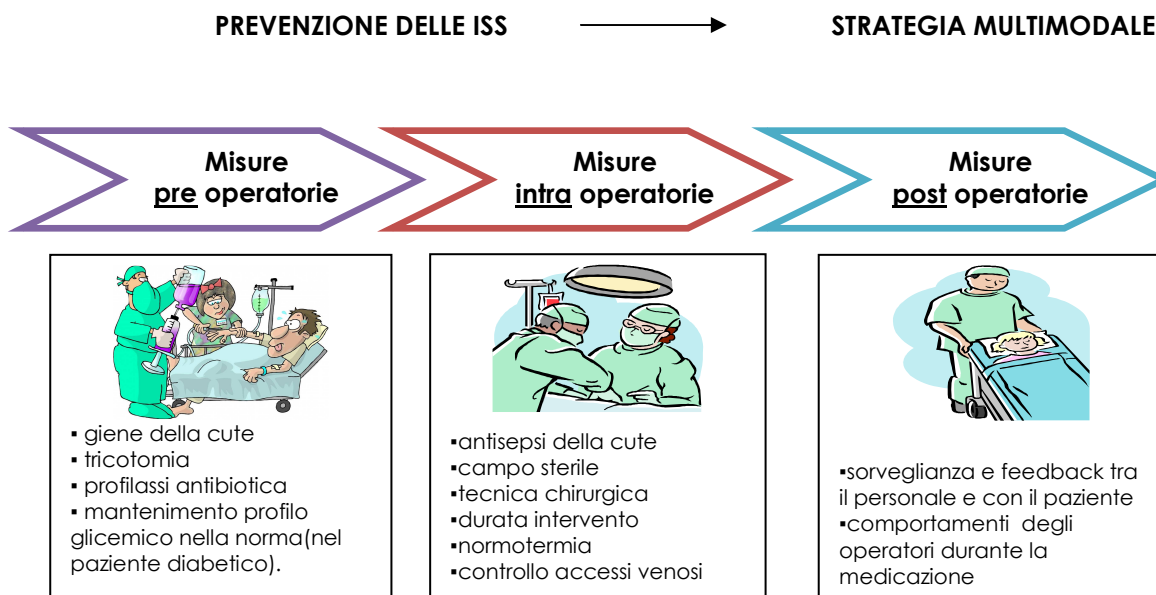 PREVENZIONE DELLE ISS
STRATEGIA MULTIMODALE
Misure
pre operatorie
Misure
intra operatorie
Misure
post operatorie
▪ giene della cute
▪ tricotomia
▪ profilassi antibiotica
▪ mantenimento profilo
glicemico nella norma(nel
paziente diabetico).
▪antisepsi della cute
▪campo sterile
▪tecnica chirurgica
▪durata intervento
▪normotermia
▪controllo accessi venosi
▪sorveglianza e feedback tra
il personale e con il paziente
▪comportamenti degli
operatori durante la
medicazione